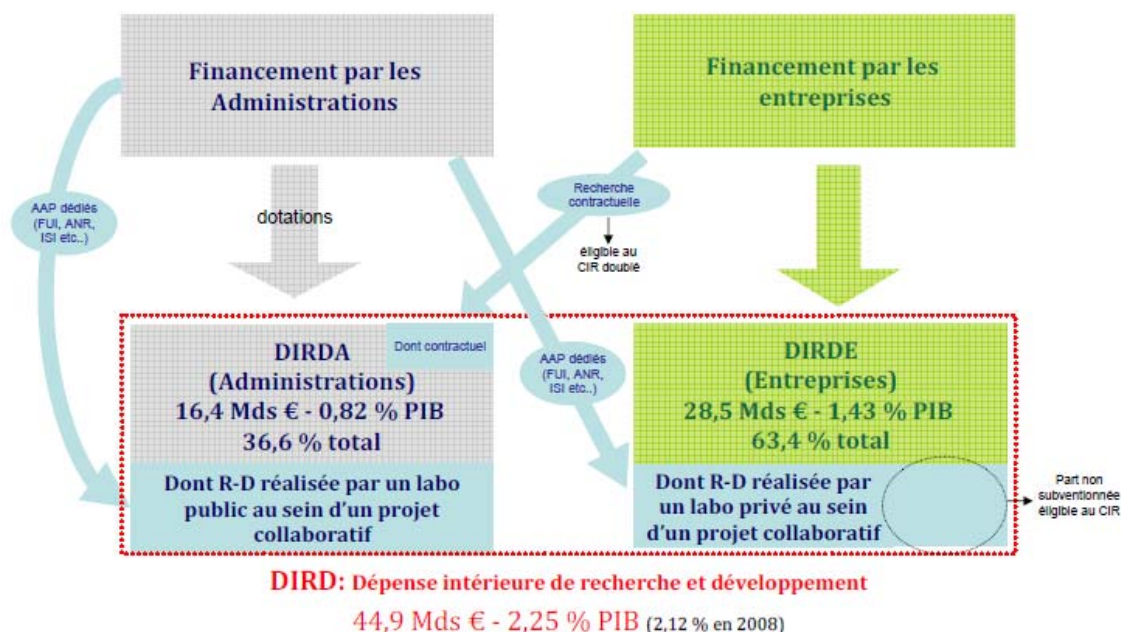 Financement par les
Administrations
Financement par les
entreprises
AAP dédiés
(FUI, ANR,
ISI etc..)
dotations
Recherche
contractuelle
éligible au
CIR doublé
DIRDA
(Administrations)
16,4 Mds € - 0,82 % PIB
36,6 % total
Dont contractuel
AAP dédiés
(FUI, ANR,
ISI etc..)
DIRDE
(Entreprises)
28,5 Mds € - 1,43 % PIB
63,4 % total
Dont R-D réalisée par un labo
public au sein d'un projet
collaboratif
Dont R-D réalisée par
un labo privé au sein
d'un projet collaboratif
Part non
subventionnée
éligible au CIR
DIRD: Dépense intérieure de recherche et développement
44,9 Mds € - 2,25 % PIB (2,12 % en 2008)